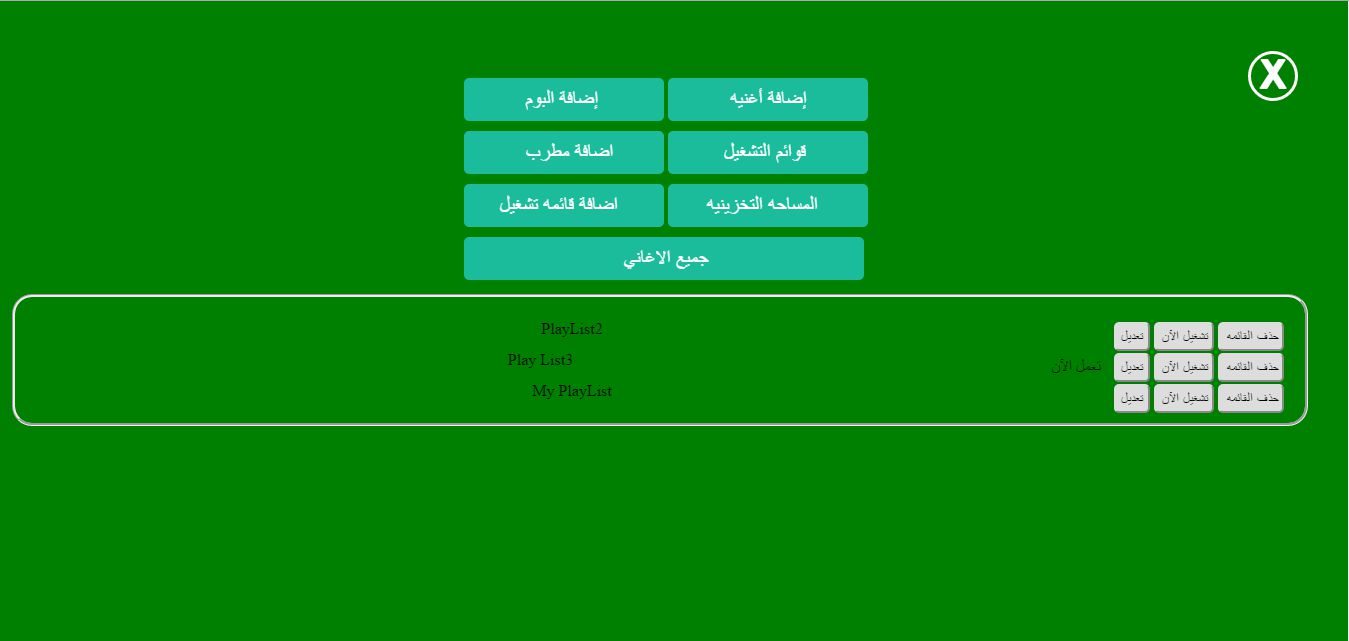 X
إضافة أغنيه إضافة البوم
قوائم التشغيل اضافة مطرب
المساحه التخزينيه اضافة قائمه تشغيل
جميع الاغاني
حذف القائمه تشغيل الآن تعديل PlayList2
حذف القائمه تشغيل الآن تعديل تعمل الآن Play List3
حذف القائمه تشغيل الآن تعديل My PlayList